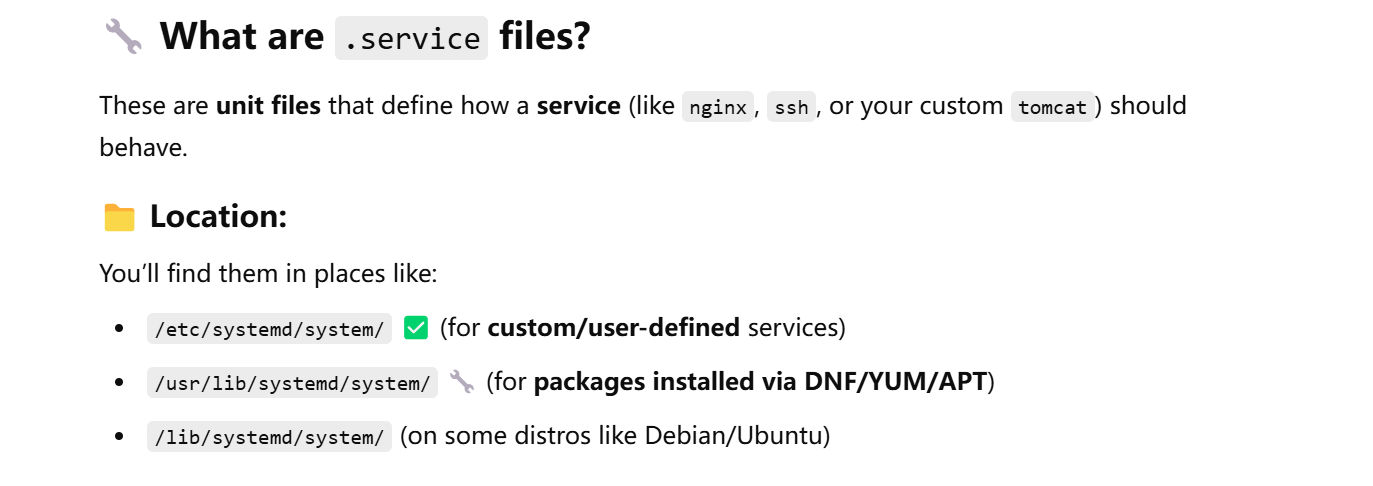 🔧 What are .service files?
These are unit files that define how a service (like nginx, ssh, or your custom tomcat) should
behave.
📁 Location:
You’ll find them in places like:
• /etc/systemd/system/ ✅ (for custom/user-defined services)
• /usr/lib/systemd/system/ 🔧 (for packages installed via DNF/YUM/APT)
• /lib/systemd/system/ (on some distros like Debian/Ubuntu)